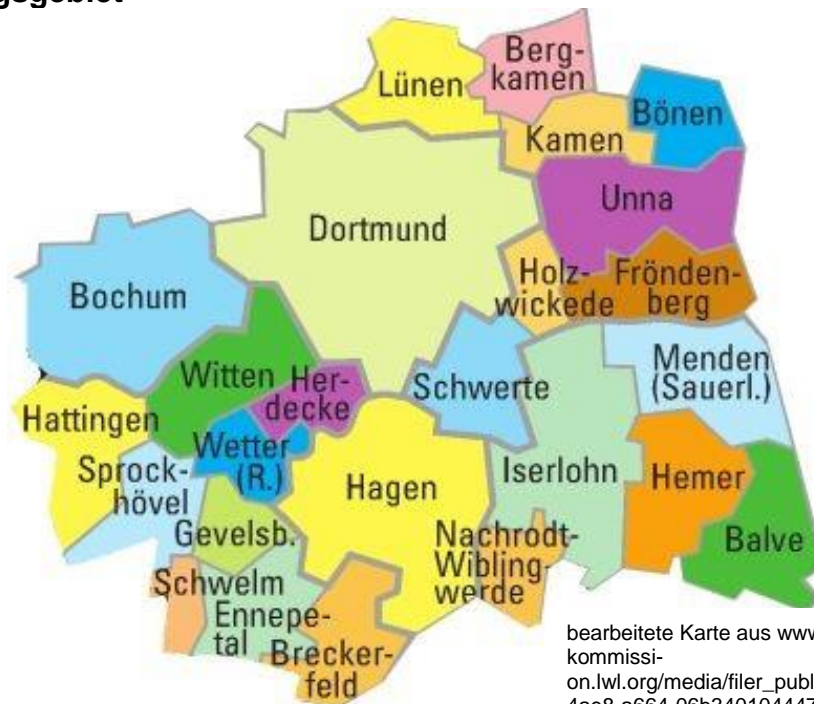 Berg-
kamen
Lünen
Bönen
Kamen
Unna
Dortmund
Holz-
wickede
Frönden-
berg
Bochum
Menden
(Sauerl.)
Witten
Her-
decke
Schwerte
Hattingen
Wetter
(R.)
Sprock-
hövel
Hagen
Iserlohn
Hemer
Gevelsb.
Nachrodt-
Wibling-
werde
Balve
Schwelm
Ennepe-
tal
Brecker-
feld
bearbeitete Karte aus www
kommissi-
on.lwl.org/media/filer_publ